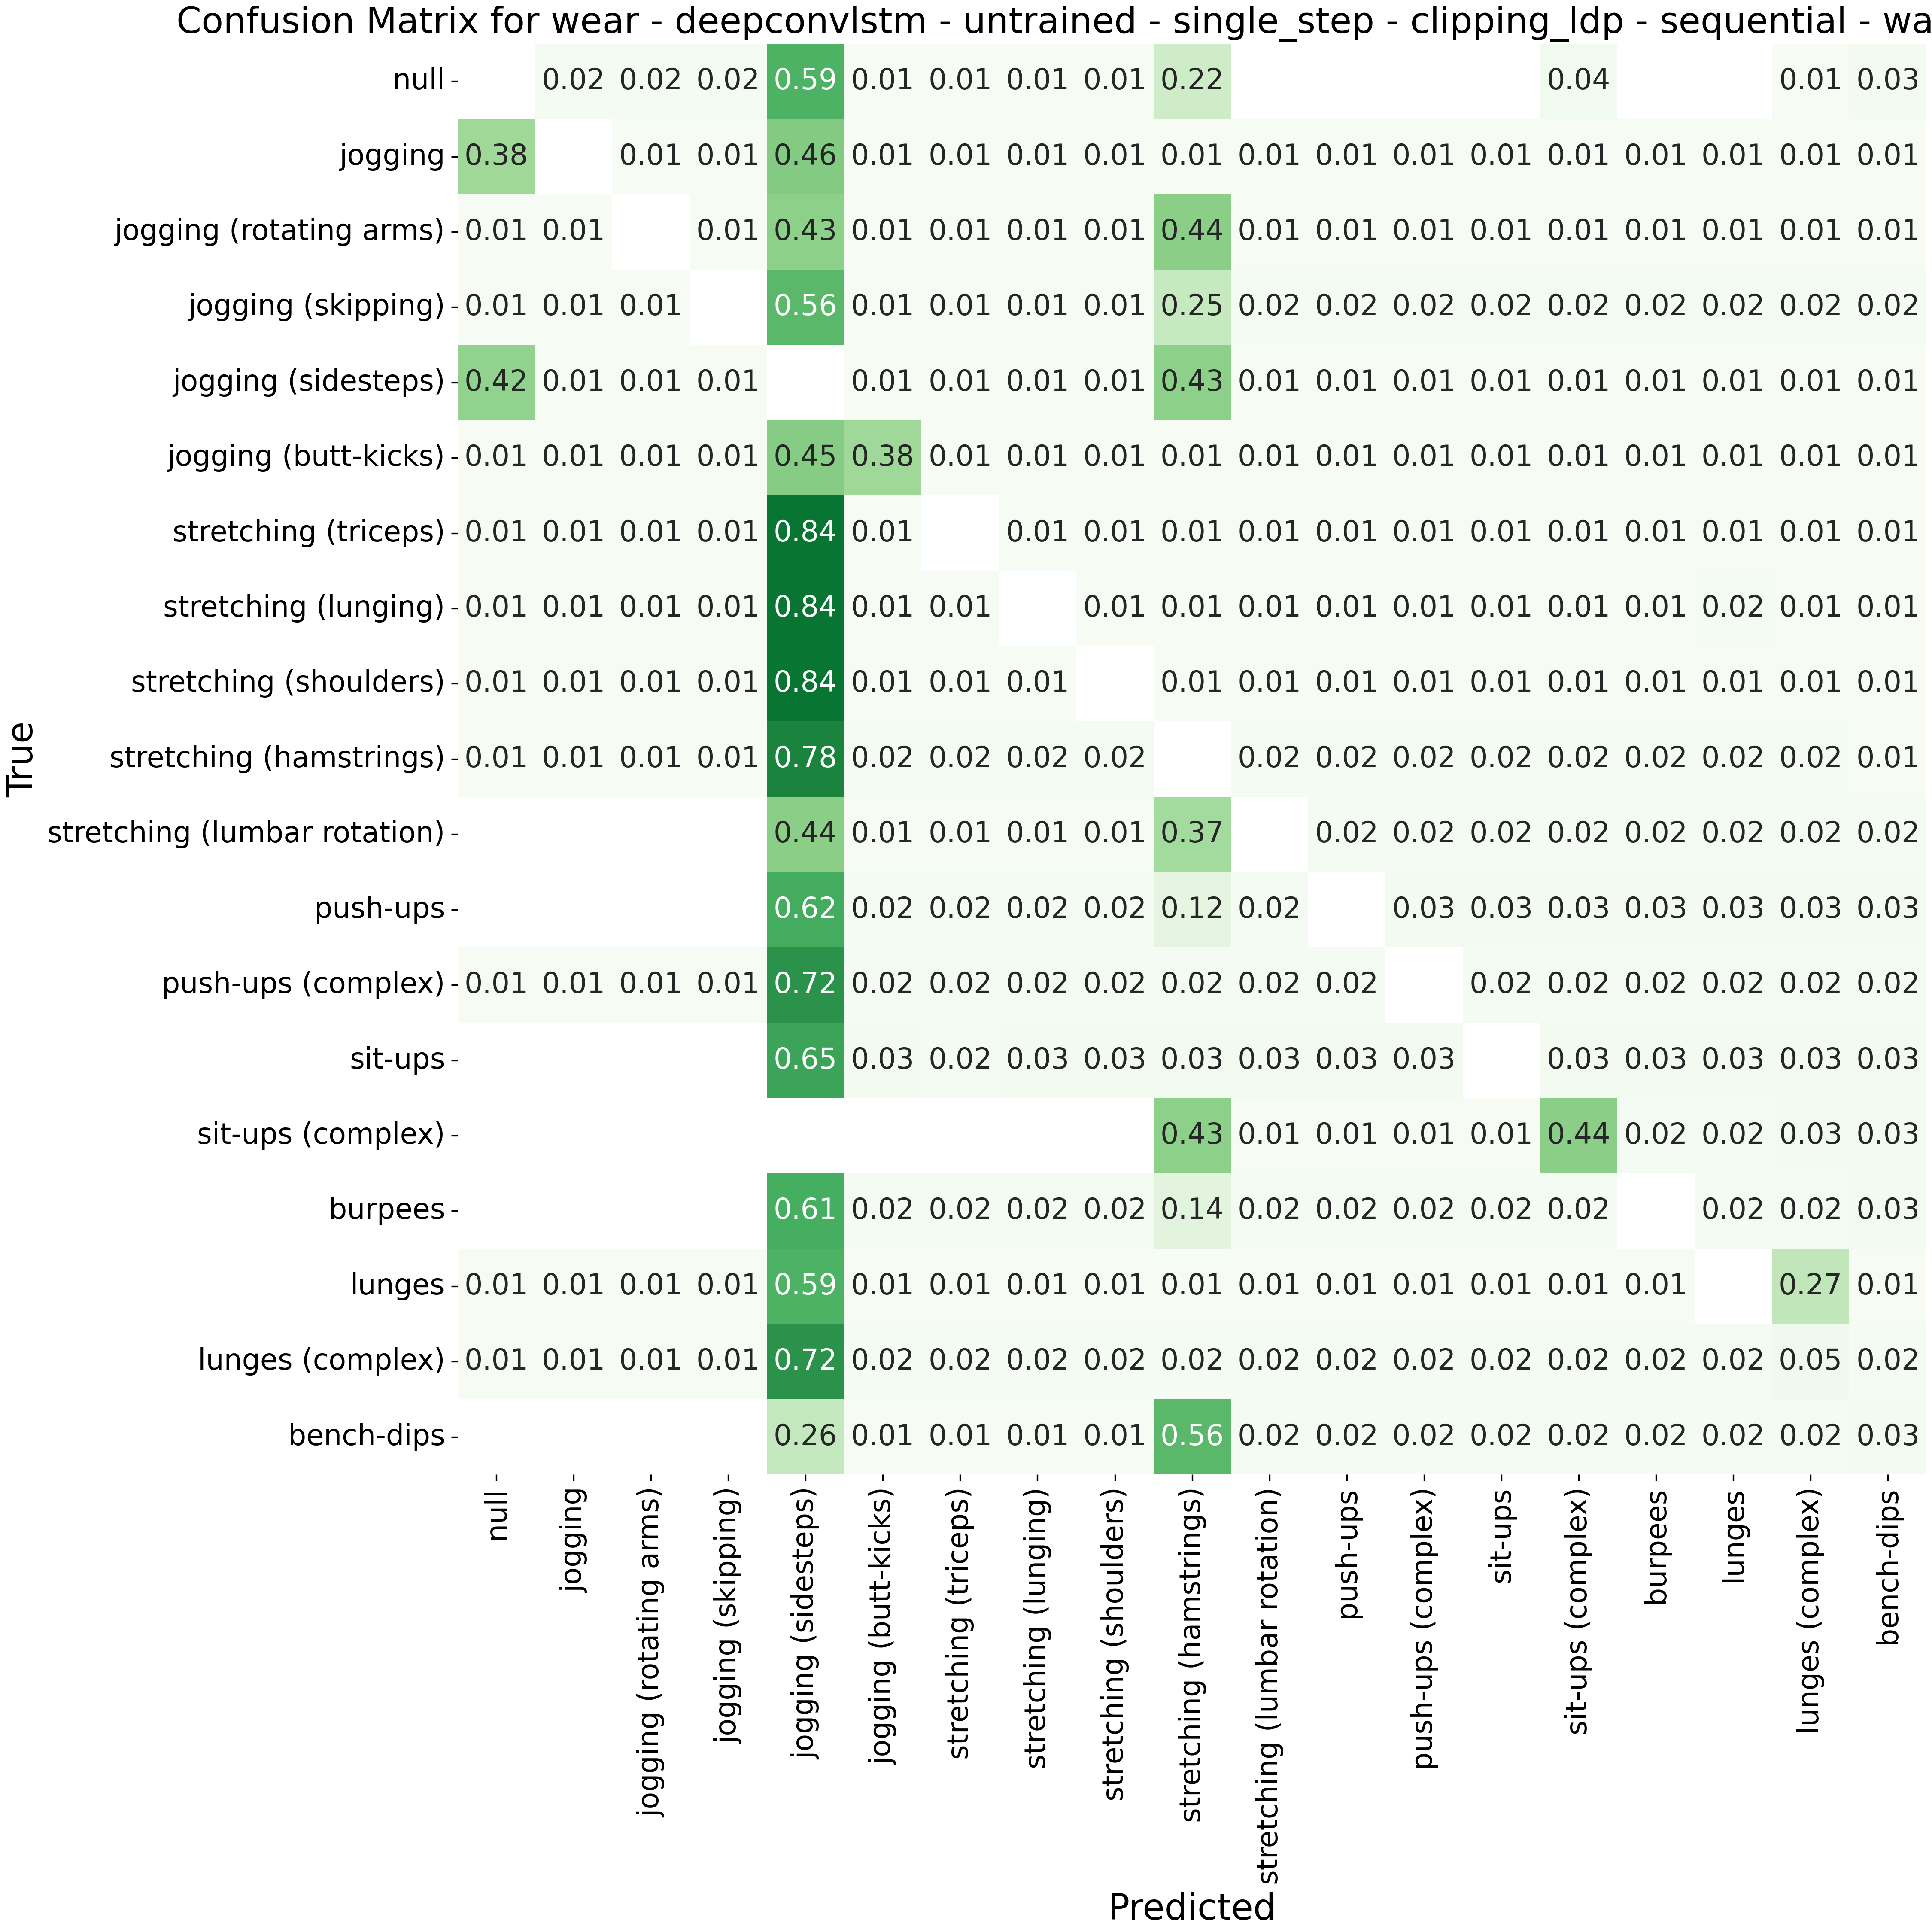 Confusion Matrix for wear - deepconvlstm - untrained - single_step - clipping_ldp - sequential - wa
True
null 0.02 0.02 0.02 0.59 0.01 0.01 0.01 0.01 0.22 0.04 0.01 0.03
jogging 0.38 0.01 0.01 0.46 0.01 0.01 0.01 0.01 0.01 0.01 0.01 0.01 0.01 0.01 0.01 0.01 0.01 0.01
jogging (rotating arms) 0.01 0.01 0.01 0.43 0.01 0.01 0.01 0.01 0.44 0.01 0.01 0.01 0.01 0.01 0.01 0.01 0.01 0.01
jogging (skipping) 0.01 0.01 0.01 0.56 0.01 0.01 0.01 0.01 0.25 0.02 0.02 0.02 0.02 0.02 0.02 0.02 0.02 0.02
jogging (sidesteps) 0.42 0.01 0.01 0.01 0.01 0.01 0.01 0.01 0.43 0.01 0.01 0.01 0.01 0.01 0.01 0.01 0.01 0.01
jogging (butt-kicks) 0.01 0.01 0.01 0.01 0.45 0.38 0.01 0.01 0.01 0.01 0.01 0.01 0.01 0.01 0.01 0.01 0.01 0.01 0.01
stretching (triceps) 0.01 0.01 0.01 0.01 0.84 0.01 0.01 0.01 0.01 0.01 0.01 0.01 0.01 0.01 0.01 0.01 0.01 0.01
stretching (lunging) 0.01 0.01 0.01 0.01 0.84 0.01 0.01 0.01 0.01 0.01 0.01 0.01 0.01 0.01 0.01 0.02 0.01 0.01
stretching (shoulders) 0.01 0.01 0.01 0.01 0.84 0.01 0.01 0.01 0.01 0.01 0.01 0.01 0.01 0.01 0.01 0.01 0.01 0.01
stretching (hamstrings) 0.01 0.01 0.01 0.01 0.78 0.02 0.02 0.02 0.02 0.02 0.02 0.02 0.02 0.02 0.02 0.02 0.02 0.01
stretching (lumbar rotation) 0.44 0.01 0.01 0.01 0.01 0.37 0.02 0.02 0.02 0.02 0.02 0.02 0.02 0.02
push-ups 0.62 0.02 0.02 0.02 0.02 0.12 0.02 0.03 0.03 0.03 0.03 0.03 0.03 0.03
push-ups (complex) 0.01 0.01 0.01 0.01 0.72 0.02 0.02 0.02 0.02 0.02 0.02 0.02 0.02 0.02 0.02 0.02 0.02 0.02
sit-ups 0.65 0.03 0.02 0.03 0.03 0.03 0.03 0.03 0.03 0.03 0.03 0.03 0.03 0.03
sit-ups (complex) 0.43 0.01 0.01 0.01 0.01 0.44 0.02 0.02 0.03 0.03
burpees 0.61 0.02 0.02 0.02 0.02 0.14 0.02 0.02 0.02 0.02 0.02 0.02 0.02 0.03
lunges 0.01 0.01 0.01 0.01 0.59 0.01 0.01 0.01 0.01 0.01 0.01 0.01 0.01 0.01 0.01 0.01 0.27 0.01
lunges (complex) 0.01 0.01 0.01 0.01 0.72 0.02 0.02 0.02 0.02 0.02 0.02 0.02 0.02 0.02 0.02 0.02 0.02 0.05 0.02
bench-dips 0.26 0.01 0.01 0.01 0.01 0.56 0.02 0.02 0.02 0.02 0.02 0.02 0.02 0.02 0.03
null
jogging
jogging (rotating arms)
jogging (skipping)
jogging (sidesteps)
jogging (butt-kicks)
stretching (triceps)
stretching (lunging)
stretching (shoulders)
stretching (hamstrings)
stretching (lumbar rotation)
push-ups
push-ups (complex)
sit-ups
sit-ups (complex)
burpees
lunges
lunges (complex)
bench-dips
Predicted